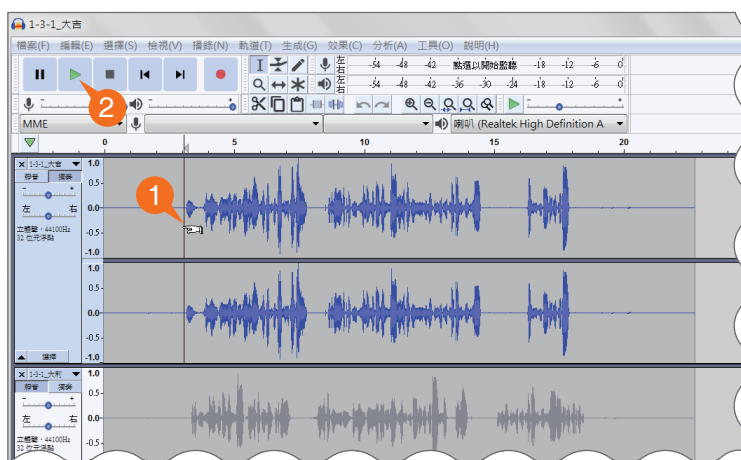 1-3-1_大吉
檔案(F) 編輯(E) 選擇(S) 檢視(V) 播錄(N) 軌道(T) 生成(G) 效果(C) 分析(A) 工具(O) 說明(H)
左 右 -54 -48 -42 點選以開始監聽 -18 -12 -6 0
左 右 -54 -48 -42 -36 -30 -24 -18 -12 -6 0
2
MME 喇叭 (Realtek High Definition A
0 5 10 15 20
1-3-1_大吉
靜音 獨奏
- +
左 右
立體聲，44100Hz
32 位元浮點
選擇
1.0
0.5-
0.0-
-0.5-
-1.0
1
1.0
0.5-
0.0-
-0.5-
-1.0
1-3-1_大利
靜音 獨奏
- +
左 右
立體聲，44100Hz
32 位元浮點
1.0
0.5-
0.0-
-0.5-